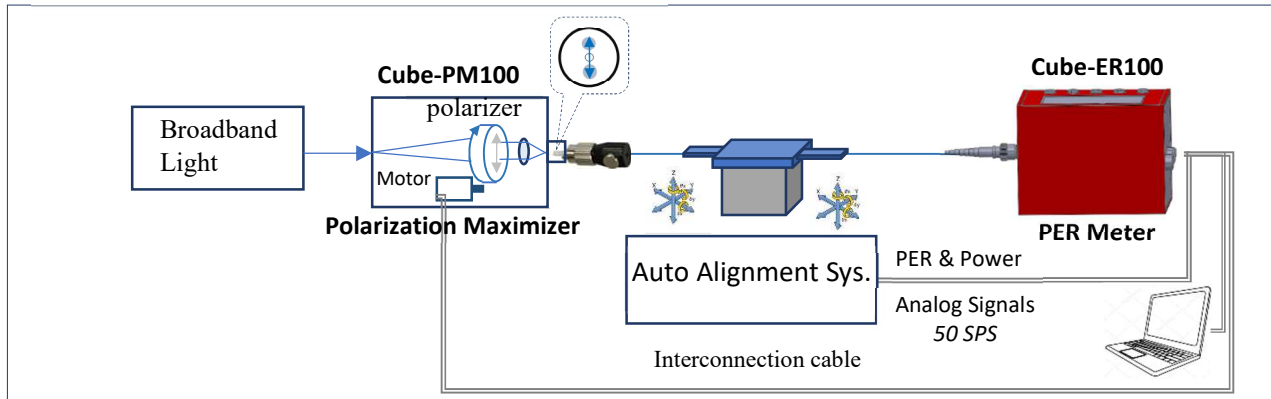 Cube-PM100
polarizer
Broadband
Light
Motor
Polarization Maximizer
Cube-ER100
PER Meter
Auto Alignment Sys.
PER & Power
Analog Signals
50 SPS
Interconnection cable